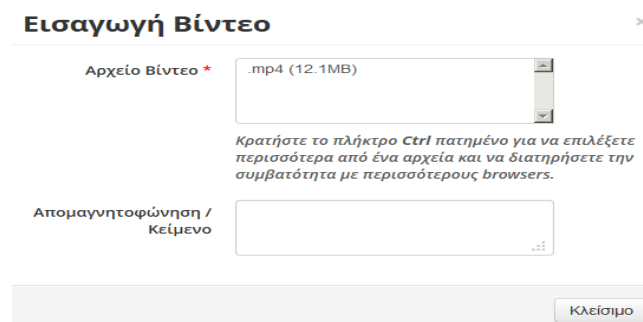 Εισαγωγή Βίντεο
Αρχείο Βίντεο *
.mp4 (12.1MB)
Κρατήστε το πλήκτρο Ctrl πατημένο για να επιλέξετε
περισσότερα από ένα αρχεία και να διατηρήσετε την
συμβατότητα με περισσότερους browsers.
Απομαγνητοφώνηση /
Κείμενο
Κλείσιμο